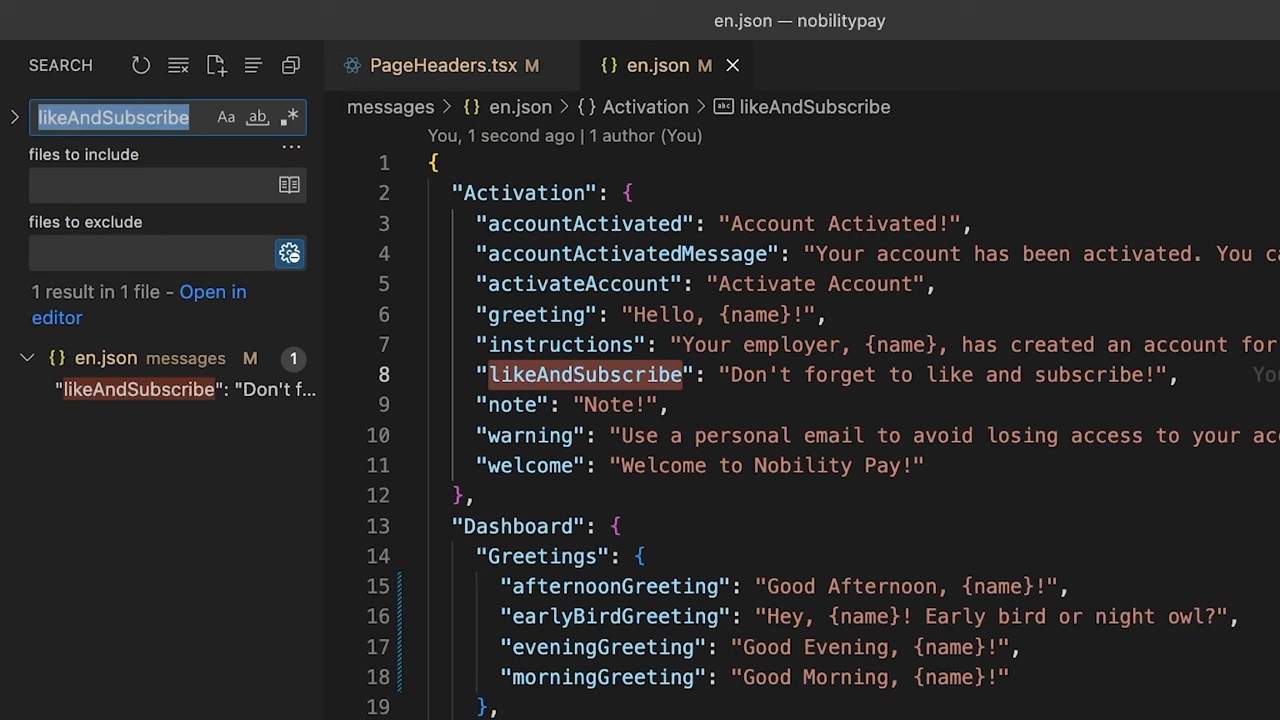 en.json — nobilitypay
SEARCH
likeAndSubscribe Aa ab .*
files to include
files to exclude
1 result in 1 file - Open in
editor
{} en.json messages M 1
"likeAndSubscribe": "Don't f...
PageHeaders.tsx M
{} en.json M
messages > {} en.json > {} Activation > abc likeAndSubscribe
You, 1 second ago | 1 author (You)
1 {
2 "Activation": {
3 "accountActivated": "Account Activated!",
4 "accountActivatedMessage": "Your account has been activated. You ca
5 "activateAccount": "Activate Account",
6 "greeting": "Hello, {name}!",
7 "instructions": "Your employer, {name}, has created an account for
8 "likeAndSubscribe": "Don't forget to like and subscribe!", You
9 "note": "Note!",
10 "warning": "Use a personal email to avoid losing access to your acc
11 "welcome": "Welcome to Nobility Pay!"
12 },
13 "Dashboard": {
14 "Greetings": {
15 "afternoonGreeting": "Good Afternoon, {name}!",
16 "earlyBirdGreeting": "Hey, {name}! Early bird or night owl?",
17 "eveningGreeting": "Good Evening, {name}!",
18 "morningGreeting": "Good Morning, {name}!"
19 },